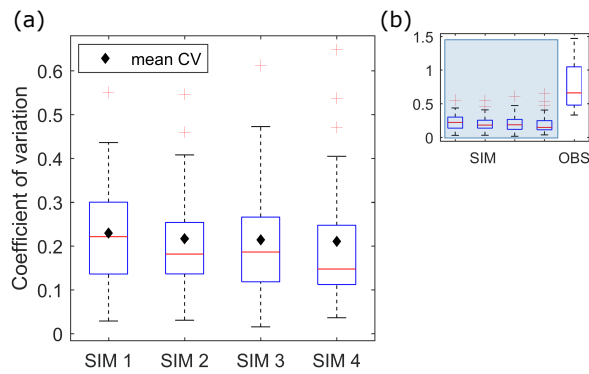 (a)
mean CV
Coefficient of variation
0.6
0.5
0.4
0.3
0.2
0.1
0
SIM 1 SIM 2 SIM 3 SIM 4
(b)
1.5
1
0.5
0
SIM OBS